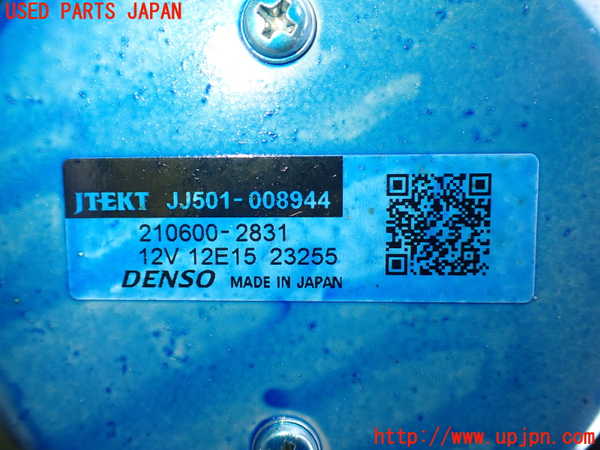 USED PARTS JAPAN
JTEKT JJ501-008944
210600-2831
12V 12E15 23255
DENSO MADE IN JAPAN
http://www.upjpn.com/